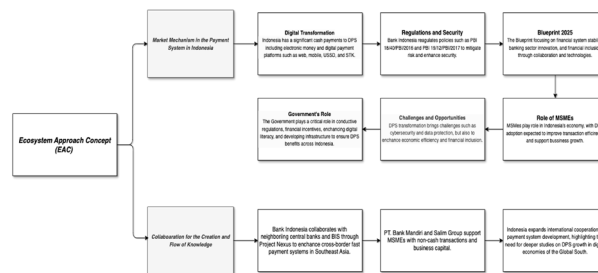 Market Mechanism in the Payment
System in Indonesia
Digital Transformation
Indonesia has a significant cash payments to DPS
including electronic money and digital payment
platforms such as web, mobile, USSD, and STK.
Regulations and Security
Bank Indonesia reagulates policies such as PBI
18/40/PBI/2016 and PBI 19/12/PBI/2017 to mitigate
risk and enhance security.
Blueprint 2025
The Blueprint focusing on financial system
banking sector innovation, and financial
through collaboration and technologies.
Government's Role
The Government plays a critical role in conductive
regulations, financial incentives, enchancing digital
literacy, and developing infrastructure to ensure DPS
benefits across Indonesia.
Challenges and Opportunities
DPS transformation brings challenges such as
cybersecurity and data protection, but also to
enhance economic efficiency and financial inclusion.
Role of MSMEs
MSMEs play role in Indonesia's economy, with
adoption expected to improve transaction
and support bussiness growth.
Ecosystem Approach Concept
(EAC)
Collaboaration for the Creation and
Flow of Knowledge
Bank Indonesia collaborates with
neighboring central banks and BIS through
Project Nexus to enchance cross-border fast
payment systems in Southeast Asia.
PT. Bank Mandiri and Salim Group support
MSMEs with non-cash transactions and
business capital.
Indonesia expands international cooperation
payment system development, highlighting
need for deeper studies on DPS growth in
economies of the Global South.